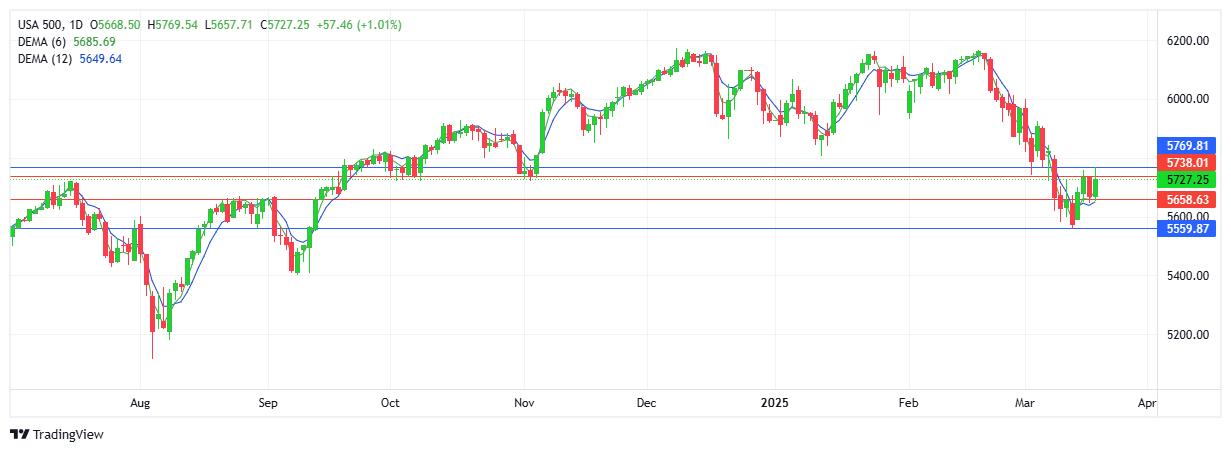 USA 500, 1D O5668.50 H5769.54 L5657.71 C5727.25 +57.46 (+1.01%)
DEMA (6) 5685.69
DEMA (12) 5649.64
6200.00
6000.00
5769.81
5738.01
5727.25
5658.63
5600.00
5559.87
5400.00
5200.00
Aug Sep Oct Nov Dec 2025 Feb Mar Apr
TradingView